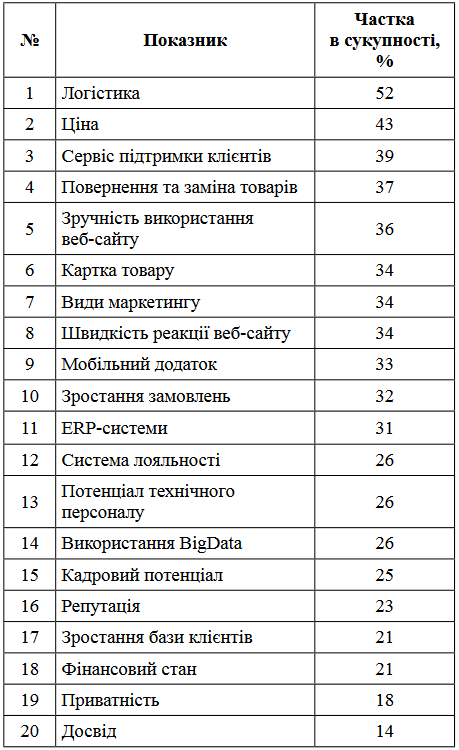 № Показник Частка
в сукупності,
%
1 Логістика 52
2 Ціна 43
3 Сервіс підтримки клієнтів 39
4 Повернення та заміна товарів 37
5 Зручність використання
веб-сайту 36
6 Картка товару 34
7 Види маркетингу 34
8 Швидкість реакції веб-сайту 34
9 Мобільний додаток 33
10 Зростання замовлень 32
11 ERP-системи 31
12 Система лояльності 26
13 Потенціал технічного
персоналу 26
14 Використання BigData 26
15 Кадровий потенціал 25
16 Репутація 23
17 Зростання бази клієнтів 21
18 Фінансовий стан 21
19 Приватність 18
20 Досвід 14